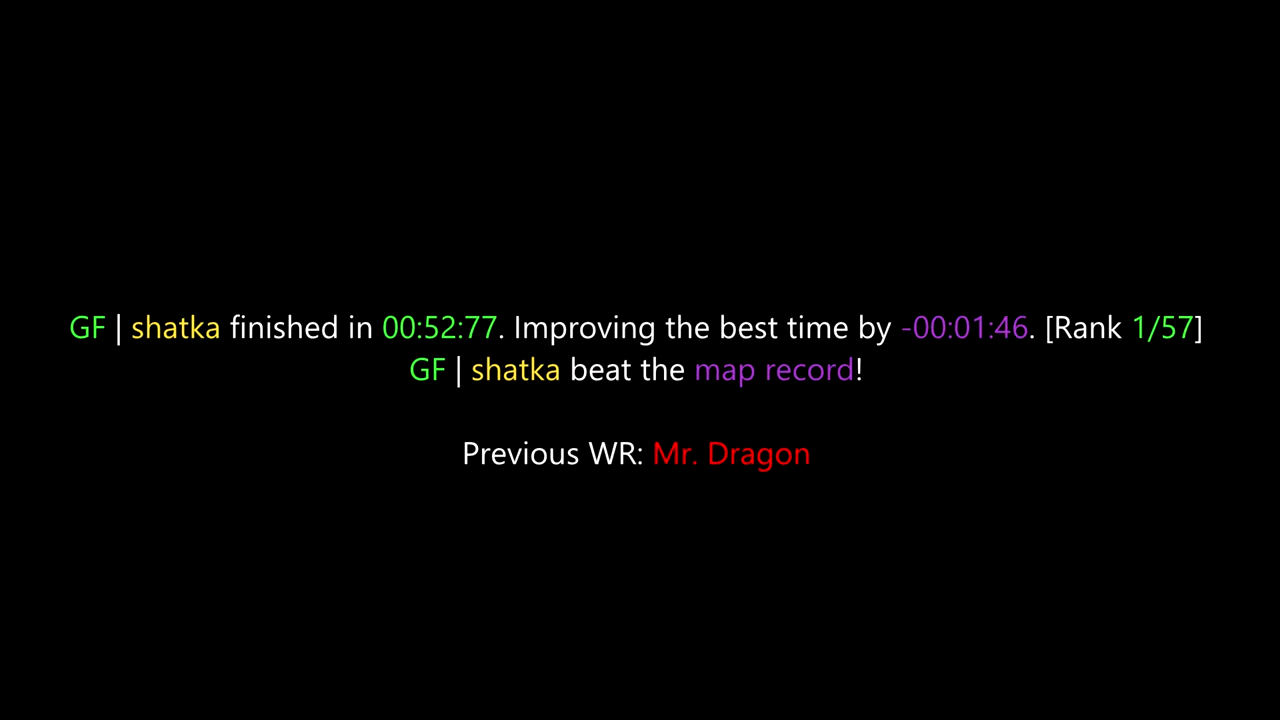 GF | shatka finished in 00:52:77. Improving the best time by -00:01:46. [Rank 1/57]
GF | shatka beat the map record!
Previous WR: Mr. Dragon